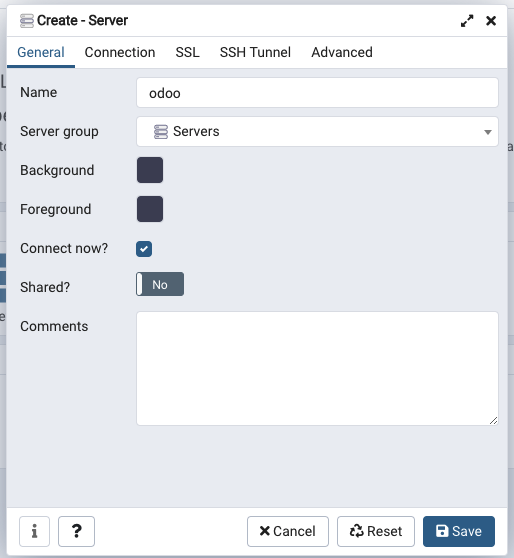 Create - Server
General Connection SSL SSH Tunnel Advanced
Name odoo
Server group Servers
Background
Foreground
Connect now?
Shared? No
Comments
i ? Cancel Reset Save